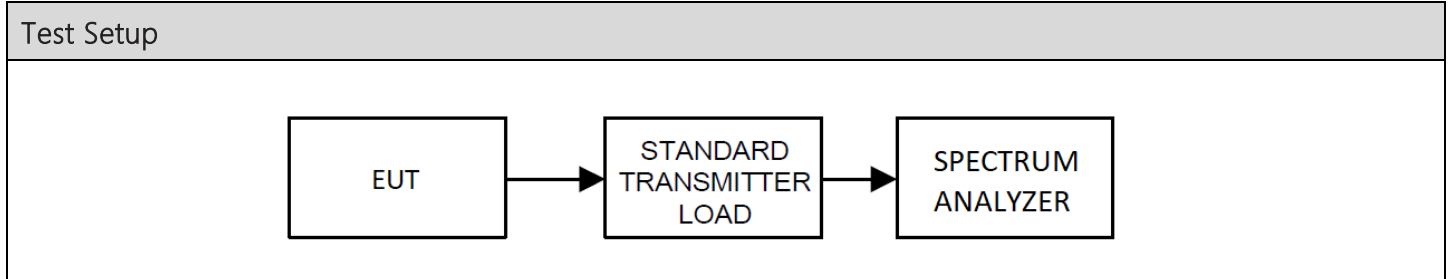 Test Setup
EUT
STANDARD
TRANSMITTER
LOAD
SPECTRUM
ANALYZER